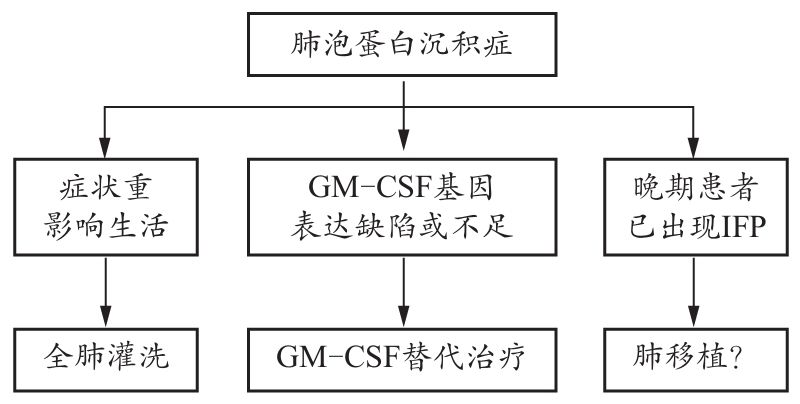 肺泡蛋白沉积症
症状重
影响生活
GM-CSF基因
表达缺陷或不足
晚期患者
已出现IFP
全肺灌洗
GM-CSF替代治疗
肺移植？